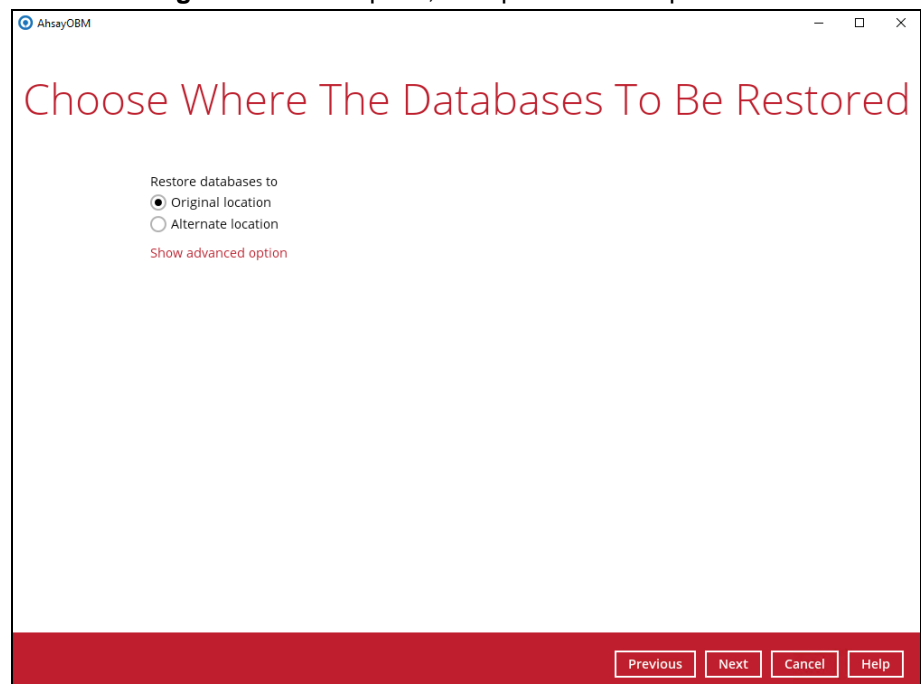 AhsayOBM
Choose Where The Databases To Be Restored
Restore databases to
Original location
Alternate location
Show advanced option
Previous Next Cancel Help